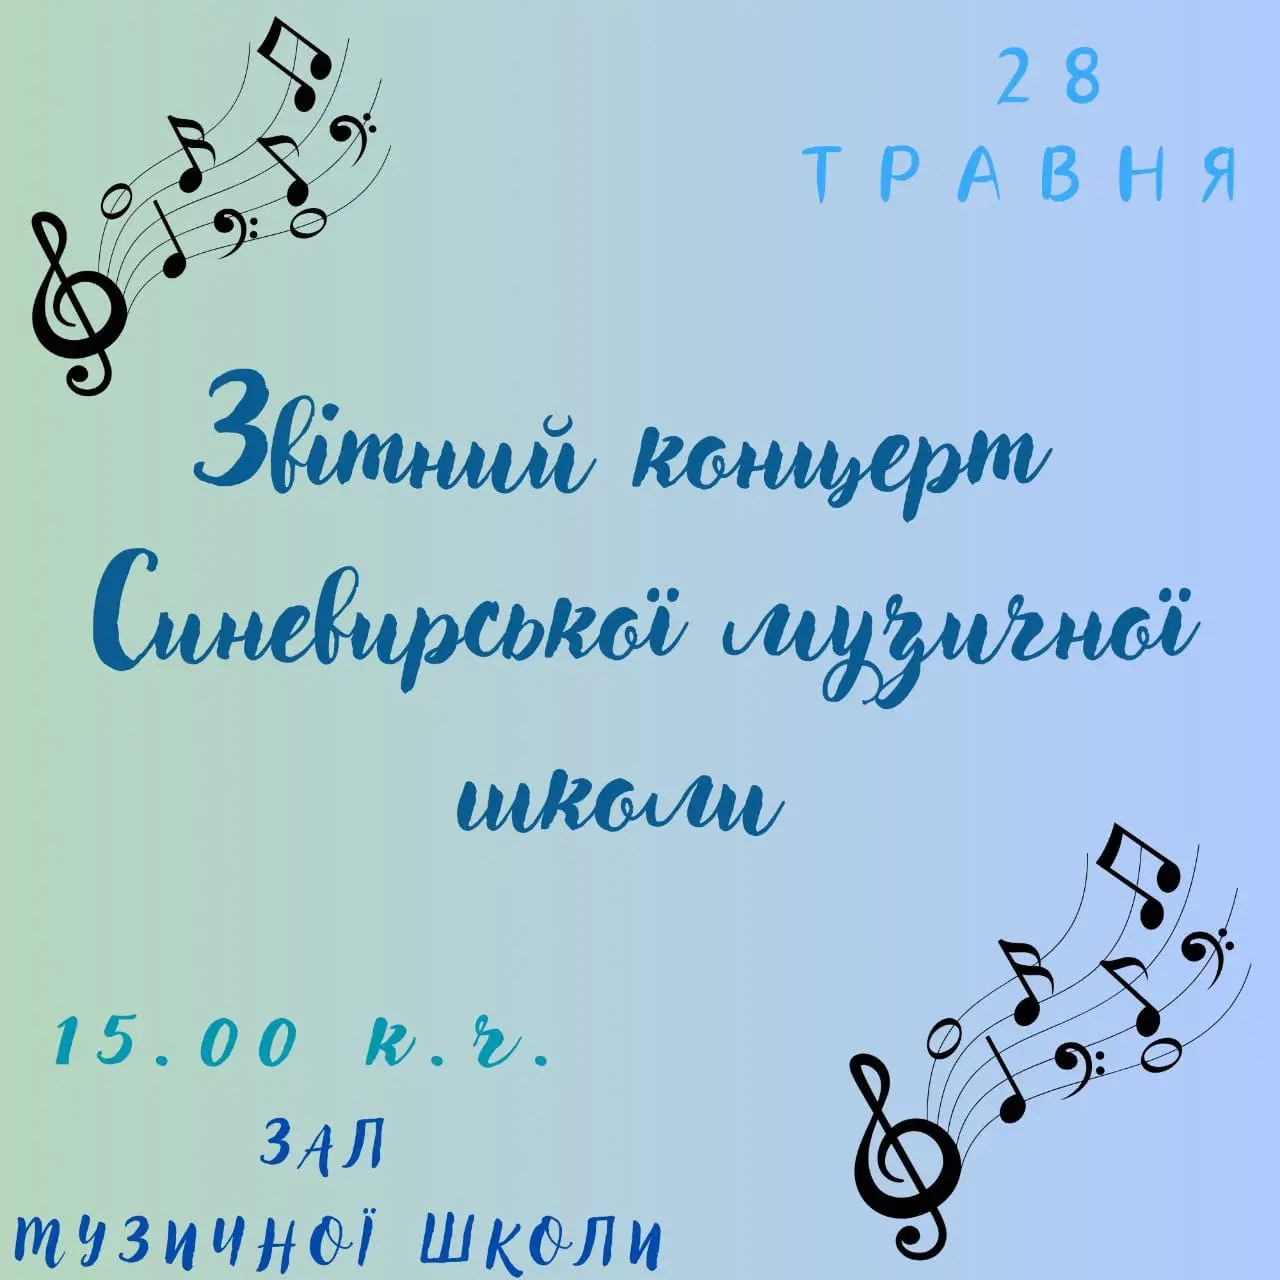 28
ТРАВНЯ
Звітний концерт
Синевирської музичної
школи
15.00 к.ч.
ЗАЛ
МУЗИЧНОЇ ШКОЛИ